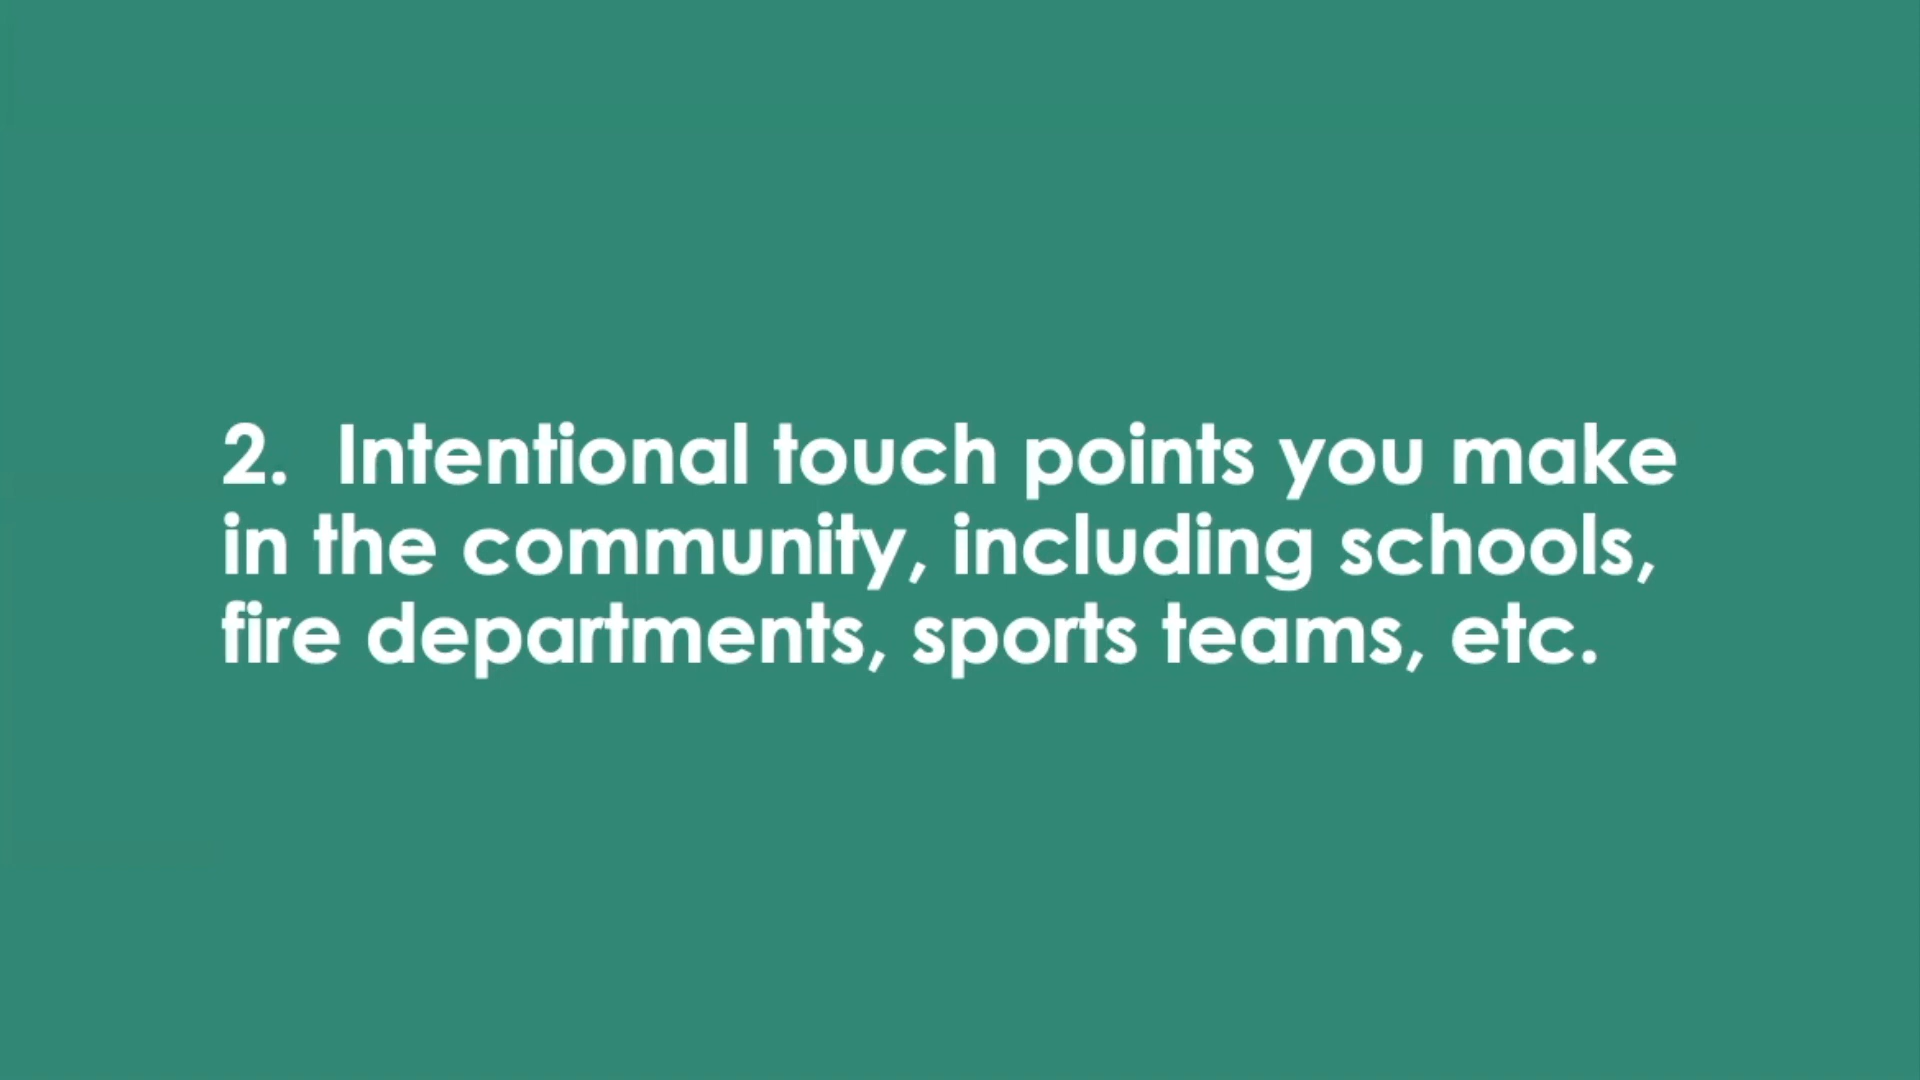 2. Intentional touch points you make
in the community, including schools,
fire departments, sports teams, etc.